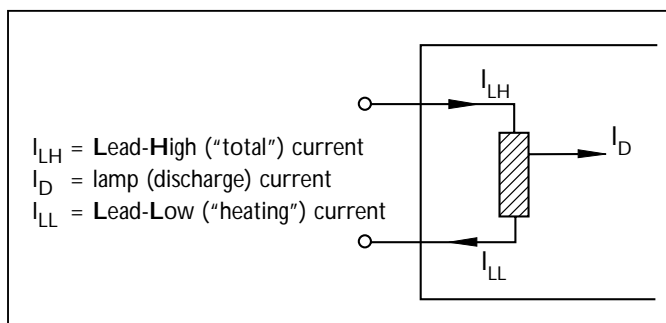 I_LH = Lead-High (“total”) current
I_D = lamp (discharge) current
I_LL = Lead-Low (“heating”) current
I_LH
I_D
I_LL